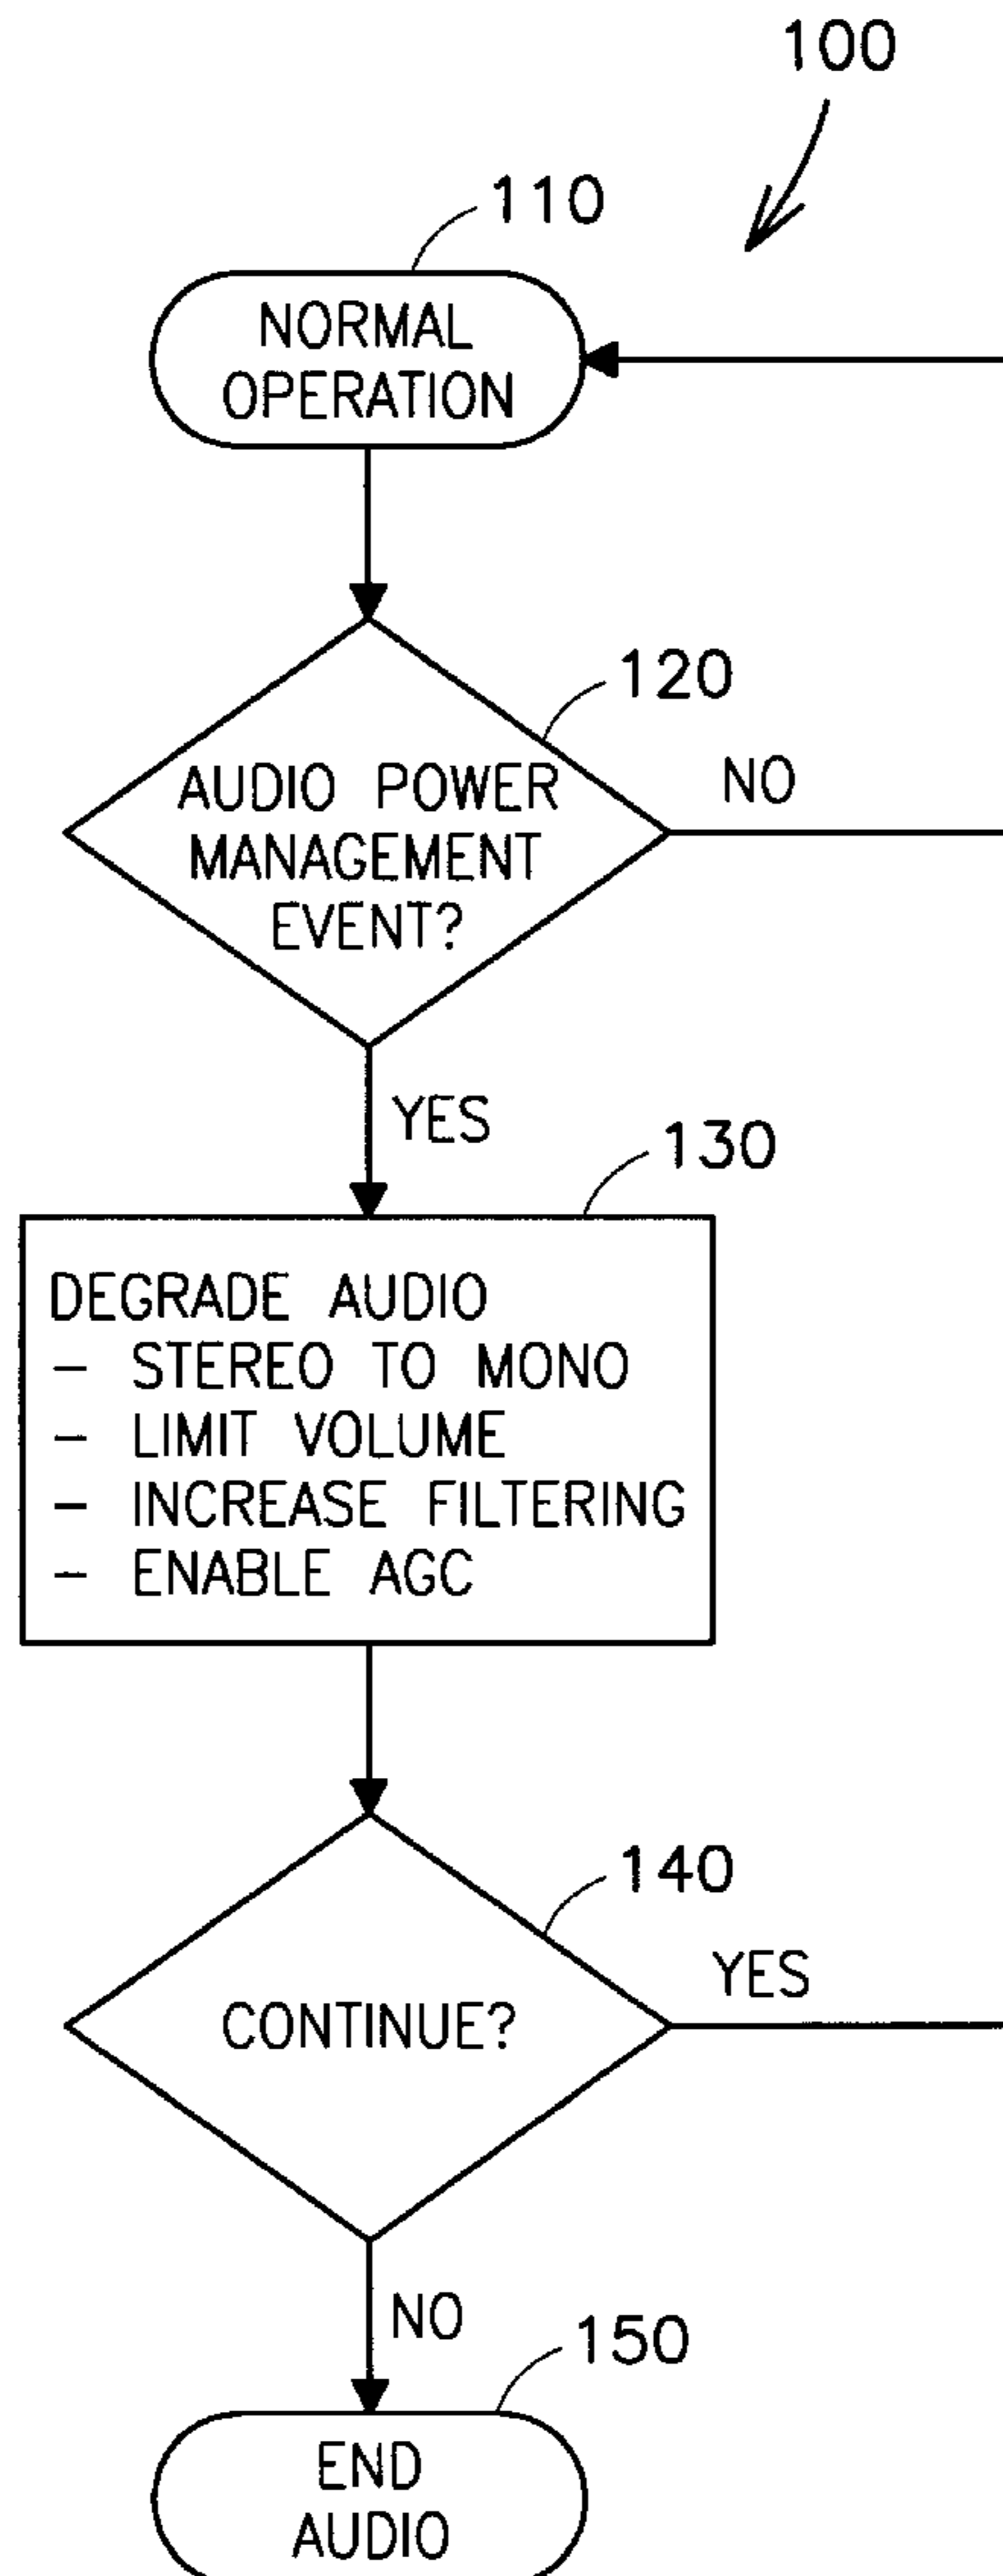 100
110
NORMAL
OPERATION
120
AUDIO POWER
MANAGEMENT
EVENT?
NO
YES
130
DEGRADE AUDIO
- STEREO TO MONO
- LIMIT VOLUME
- INCREASE FILTERING
- ENABLE AGC
140
CONTINUE?
YES
NO
150
END
AUDIO